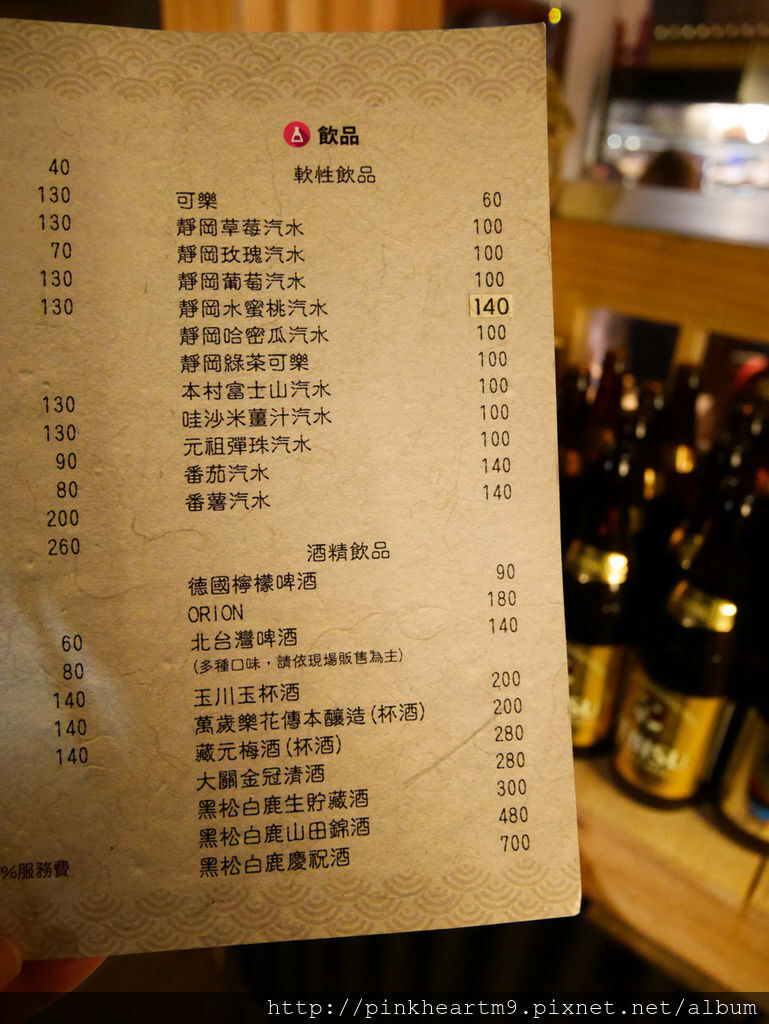 飲品
軟性飲品
可樂 60
靜岡草莓汽水 100
靜岡玫瑰汽水 100
靜岡葡萄汽水 100
靜岡水蜜桃汽水 140
靜岡哈密瓜汽水 100
靜岡綠茶可樂 100
本村富士山汽水 100
哇沙米薑汁汽水 100
元祖彈珠汽水 100
番茄汽水 140
番薯汽水 140
酒精飲品
德國檸檬啤酒 90
ORION 180
北台灣啤酒 140
(多種口味，請依現場販售為主)
玉川玉杯酒 200
萬歲樂花傳本釀造(杯酒) 200
藏元梅酒(杯酒) 280
大關金冠清酒 280
黑松白鹿生貯藏酒 300
黑松白鹿山田錦酒 480
黑松白鹿慶祝酒 700
40
130
130
70
130
130
130
130
90
80
200
260
60
80
140
140
140
%服務費
http://pinkheartm9.pixnet.net/album